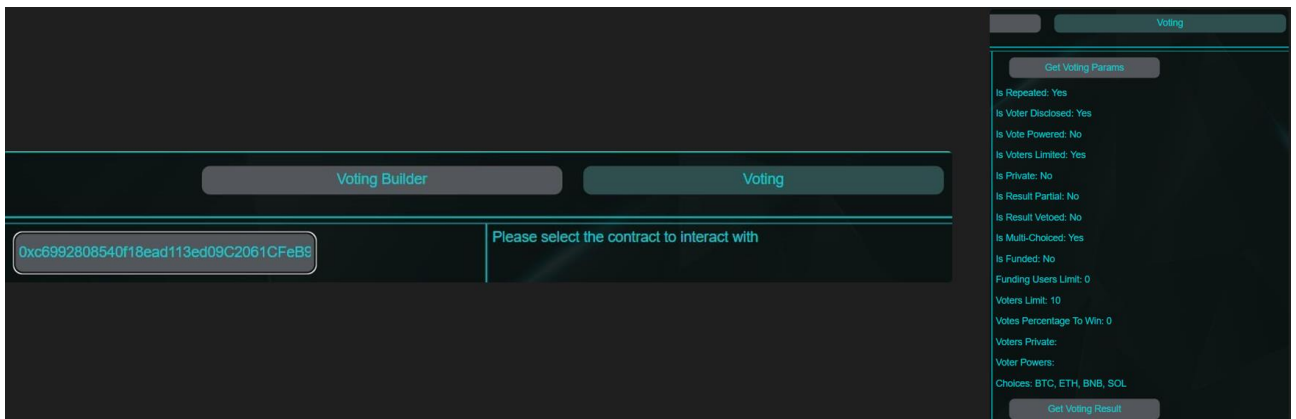 Voting Builder
Voting
0xc6992808540f18ead113ed09C2061CFeB9
Please select the contract to interact with
Voting
Get Voting Params
Is Repeated: Yes
Is Voter Disclosed: Yes
Is Vote Powered: No
Is Voters Limited: Yes
Is Private: No
Is Result Partial: No
Is Result Vetoed: No
Is Multi-Choiced: Yes
Is Funded: No
Funding Users Limit: 0
Voters Limit: 10
Votes Percentage To Win: 0
Voters Private:
Voter Powers:
Choices: BTC, ETH, BNB, SOL
Get Voting Result